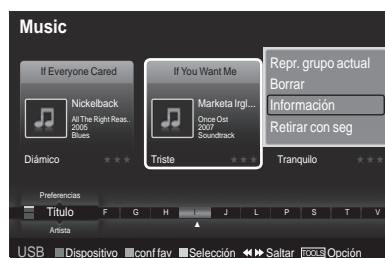 Music
If Everyone Cared
Nickelback
All The Right Reas..
2005
Blues
Diámico
If You Want Me
Marketa Irgl...
Once Ost
2007
Soundtrack
Triste
Repr. grupo actual
Borrar
Información
Retirar con seg
Tranquilo
Preferencias
Título F G H I J L P S T V
Artista
USB Dispositivo conf fav Selección Saltar TOOLS Opción